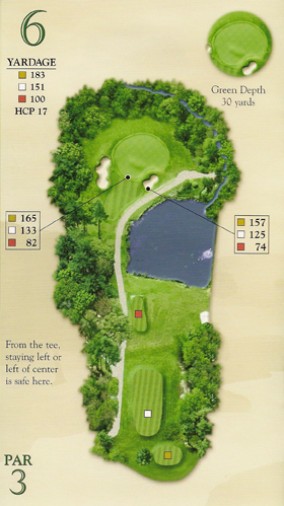 6
YARDAGE
183
151
100
HCP 17
Green Depth
30 yards
165
133
82
157
125
74
From the tee,
staying left or
left of center
is safe here.
PAR
3